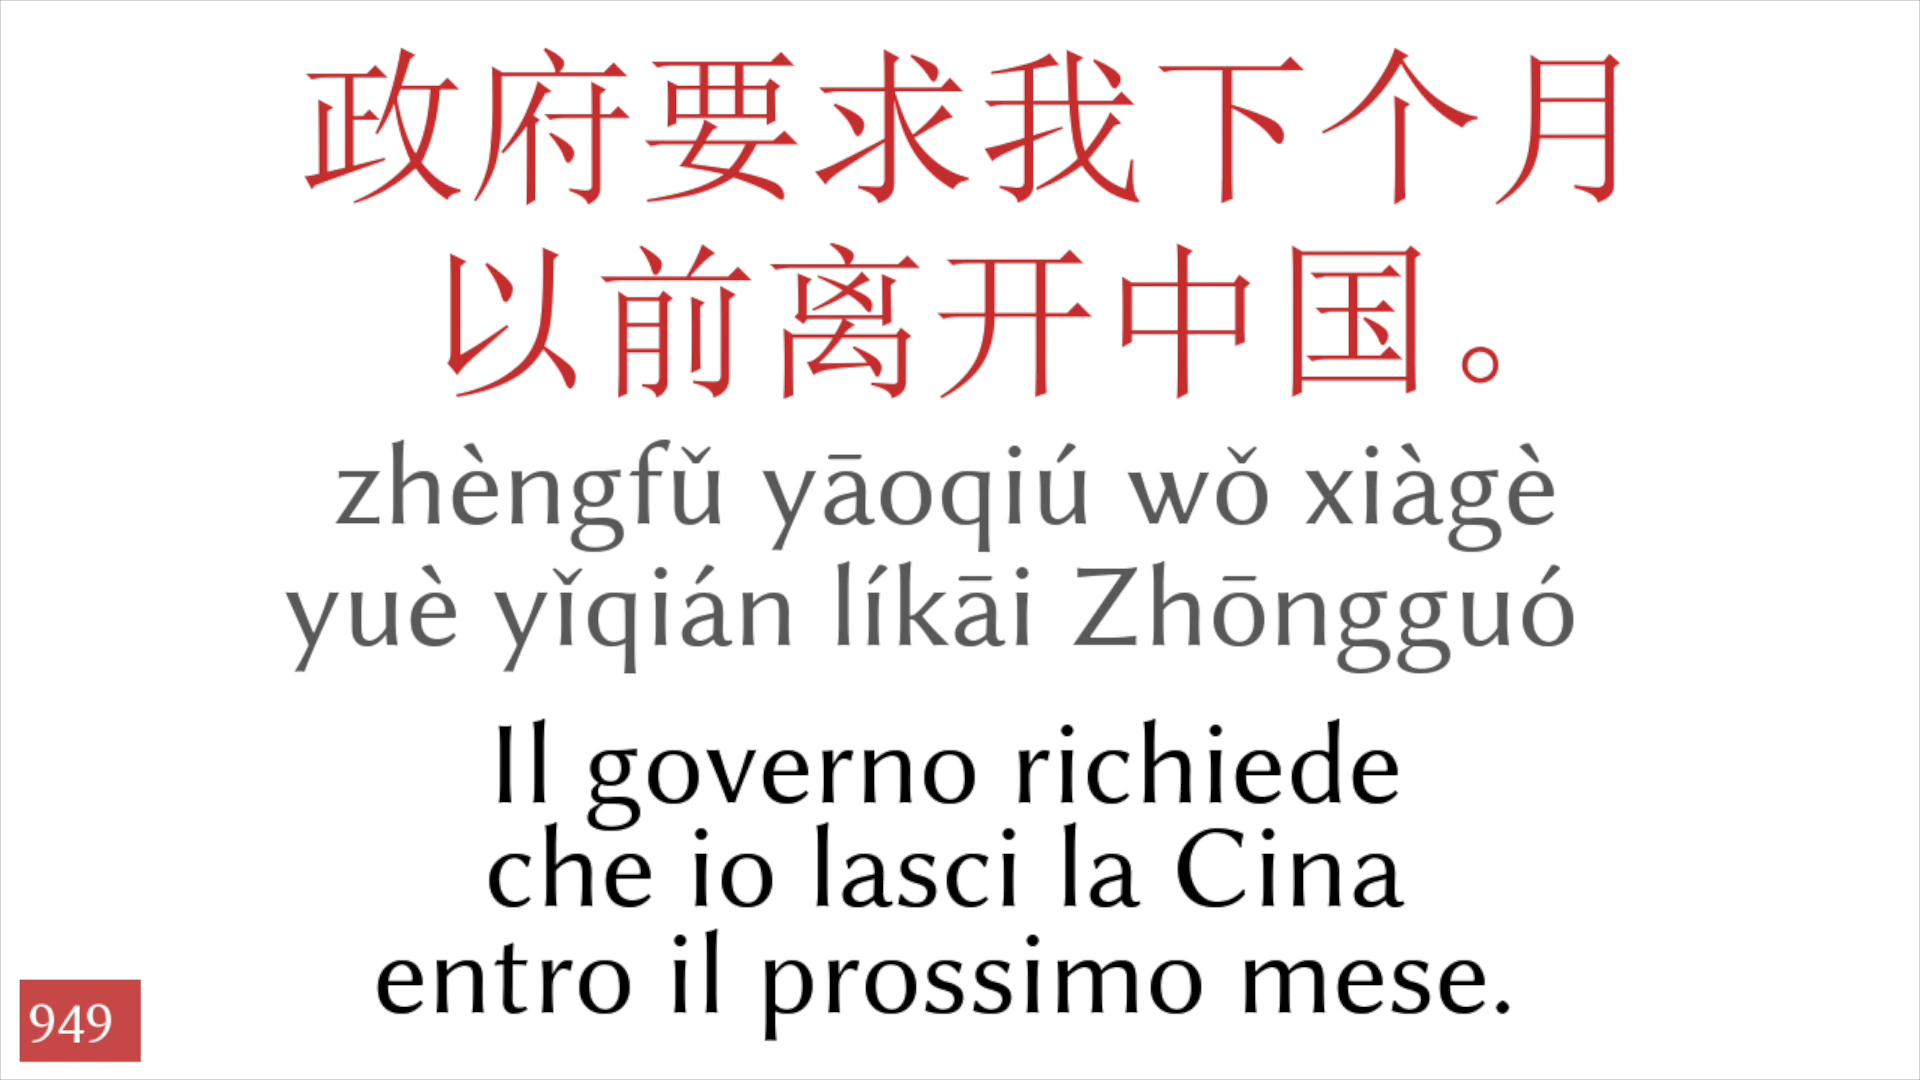 政府要求我下个月
以前离开中国。
zhèngfǔ yāoqiú wǒ xiàgè
yuè yǐqián líkāi Zhōngguó
Il governo richiede
che io lasci la Cina
entro il prossimo mese.
949